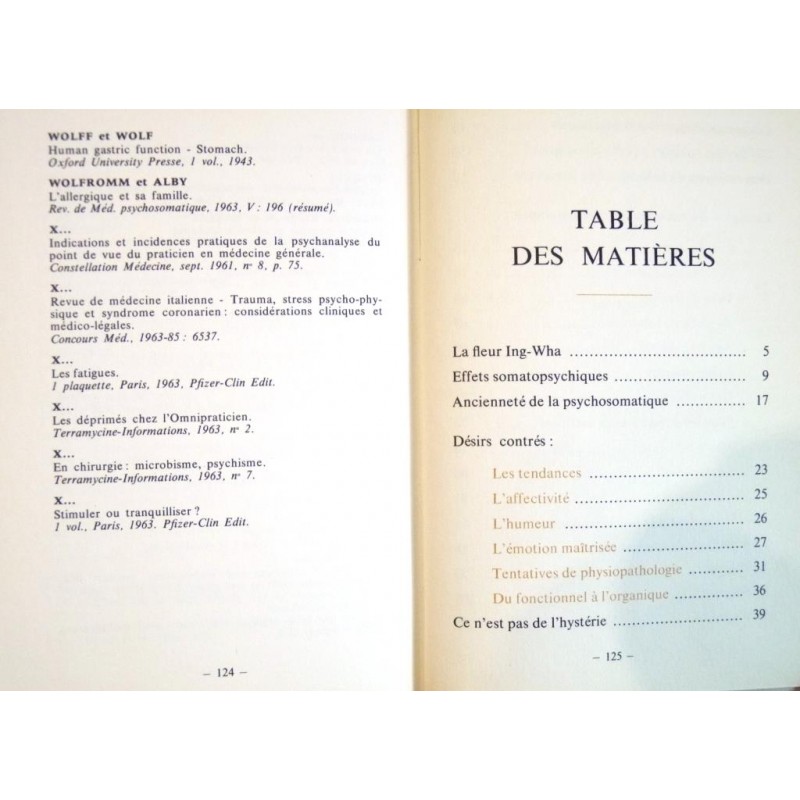 WOLFF et WOLF
Human gastric function - Stomach.
Oxford University Presse, 1 vol., 1943.
WOLFROMM et ALBY
L'allergique et sa famille.
Rev. de Méd. psychosomatique, 1963, V : 196 (résumé).
X...
Indications et incidences pratiques de la psychanalyse du
point de vue du praticien en médecine générale.
Constellation Médecine, sept. 1961, n° 8, p. 75.
X...
Revue de médecine italienne - Trauma, stress psycho-phy-
sique et syndrome coronarien : considérations cliniques et
médico-légales.
Concours Méd., 1963-85 : 6537.
X...
Les fatigues.
1 plaquette, Paris, 1963, Pfizer-Clin Edit.
X...
Les déprimés chez l'Omnipraticien.
Terramycine-Informations, 1963, n° 2.
X...
En chirurgie : microbisme, psychisme.
Terramycine-Informations, 1963, n° 7.
X...
Stimuler ou tranquilliser ?
1 vol., Paris, 1963. Pfizer-Clin Edit.
– 124 –
TABLE
DES MATIÈRES
La fleur Ing-Wha ........ 5
Effets somatopsychiques ........ 9
Ancienneté de la psychosomatique ........ 17
Désirs contrés :
Les tendances ........ 23
L'affectivité ........ 25
L'humeur ........ 26
L'émotion maîtrisée ........ 27
Tentatives de physiopathologie ........ 31
Du fonctionnel à l'organique ........ 36
Ce n'est pas de l'hystérie ........ 39
– 125 –